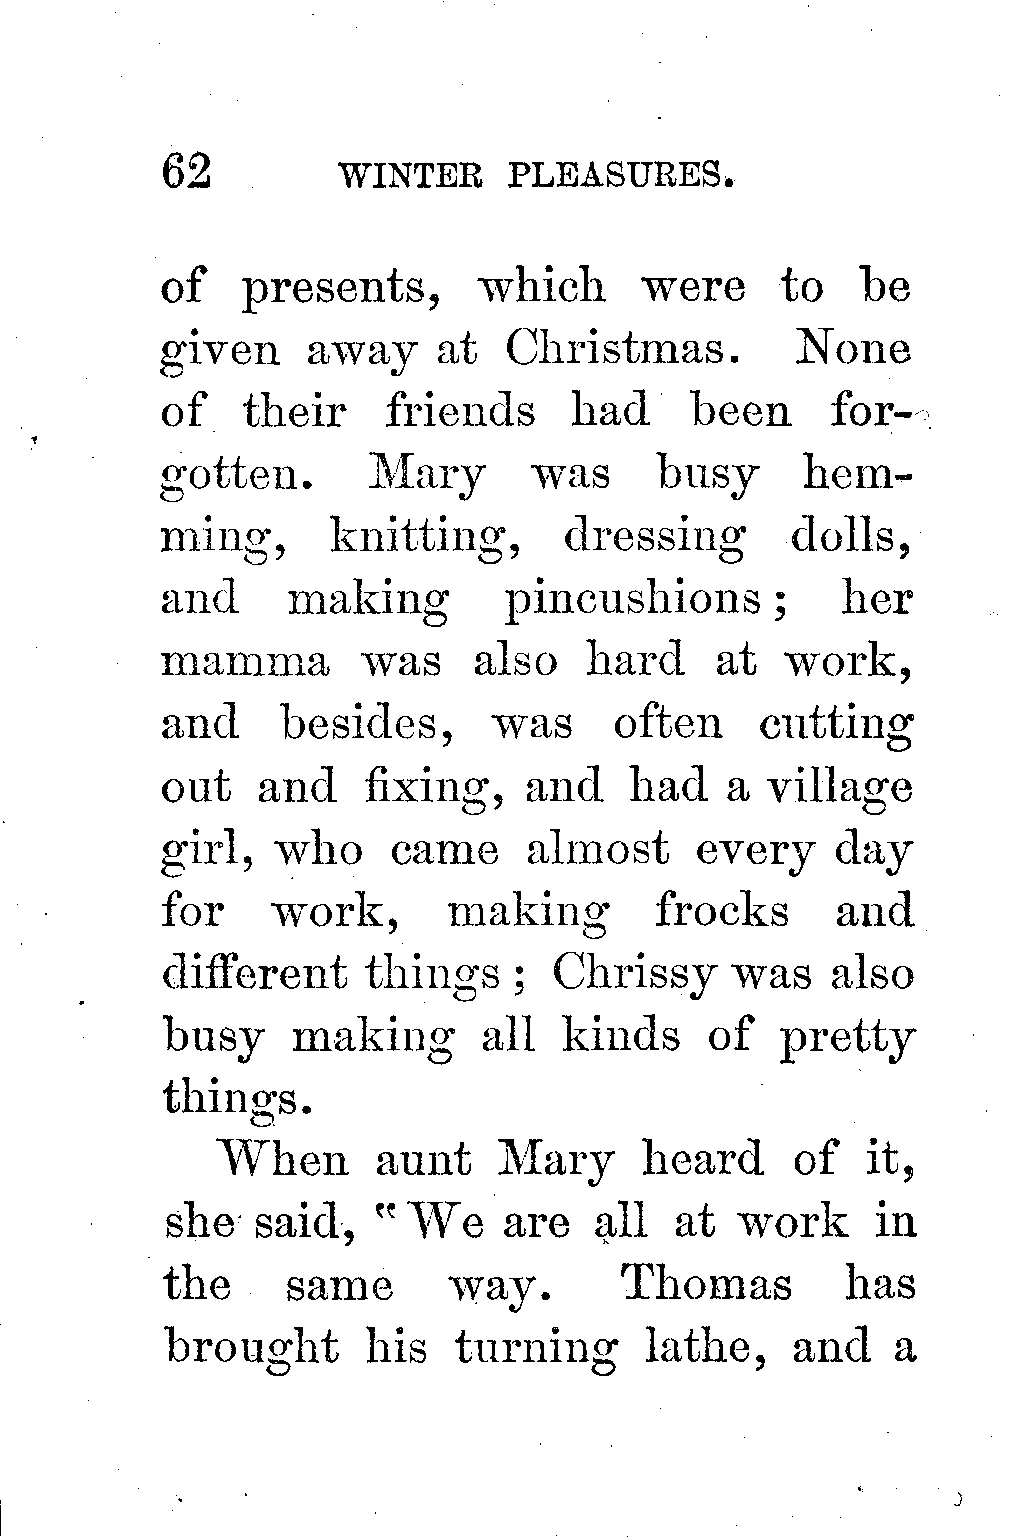 62 WINTER PLEASURES.
of presents, which were to be
given away at Christmas. None
of their friends had been for-
gotten. Mary was busy hem-
ming, knitting, dressing dolls,
and making pincushions; her
mamma was also hard at work,
and besides, was often cutting
out and fixing, and had a village
girl, who came almost every day
for work, making frocks and
different things; Chrissy was also
busy making all kinds of pretty
things.
When aunt Mary heard of it,
she said, "We are all at work in
the same way. Thomas has
brought his turning lathe, and a